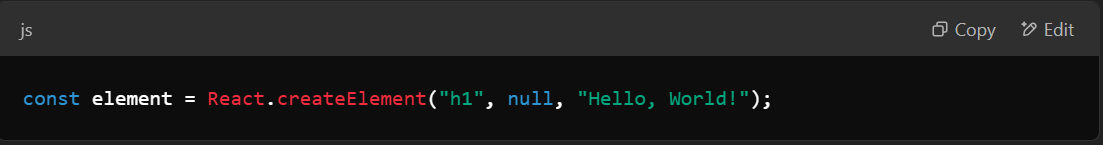 js Copy Edit
const element = React.createElement("h1", null, "Hello, World!");